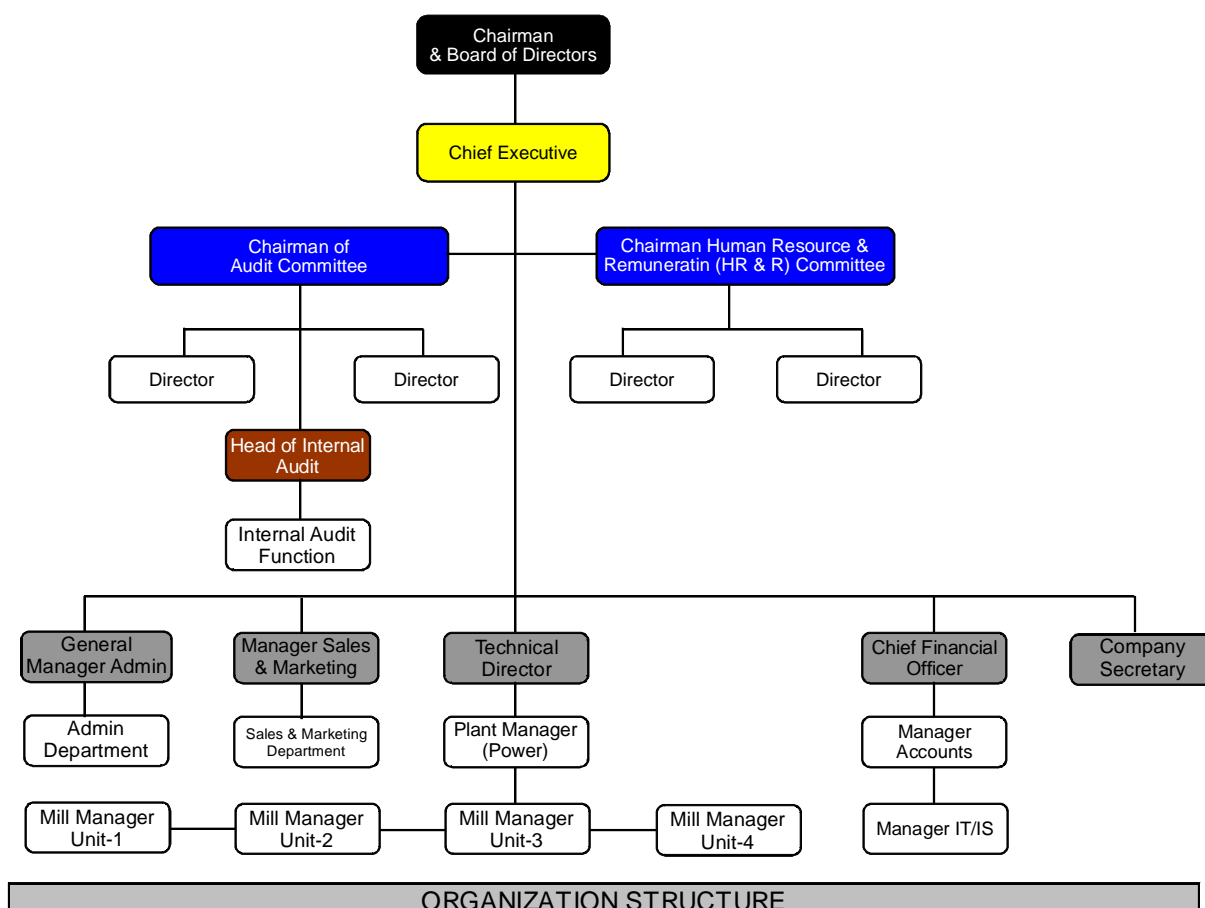 Chairman
& Board of Directors
Chief Executive
Chairman of
Audit Committee
Chairman Human Resource &
Remuneratin (HR & R) Committee
Director
Director
Director
Director
Head of Internal
Audit
Internal Audit
Function
General
Manager Admin
Manager Sales
& Marketing
Technical
Director
Chief Financial
Officer
Company
Secretary
Admin
Department
Sales & Marketing
Department
Plant Manager
(Power)
Manager
Accounts
Mill Manager
Unit-1
Mill Manager
Unit-2
Mill Manager
Unit-3
Mill Manager
Unit-4
Manager IT/IS
ORGANIZATION STRUCTURE